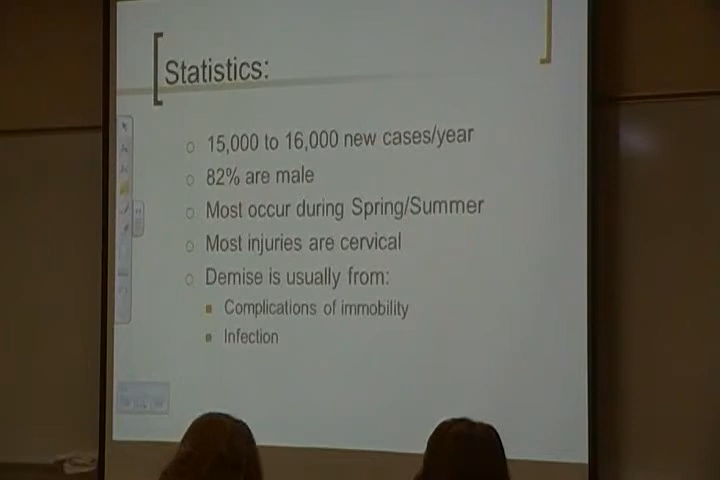 Statistics:
15,000 to 16,000 new cases/year
82% are male
Most occur during Spring/Summer
Most injuries are cervical
Demise is usually from:
Complications of immobility
Infection